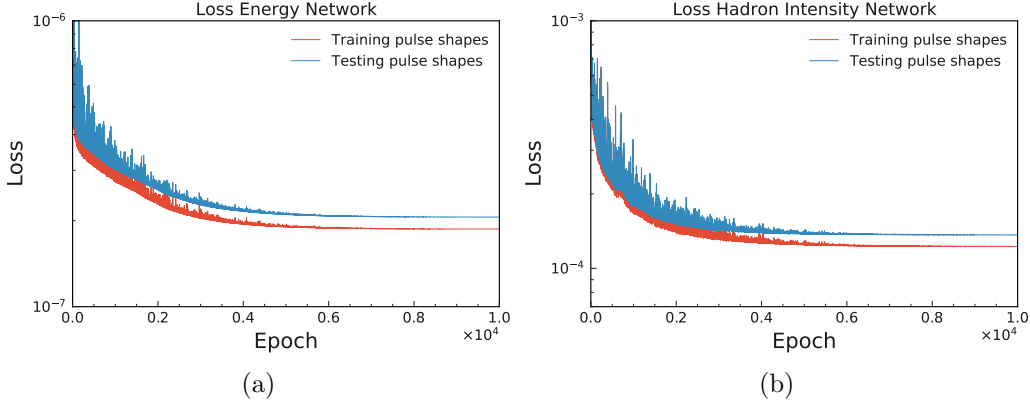 Loss Energy Network
10⁻⁶
Training pulse shapes
Testing pulse shapes
Loss
10⁻⁷
0.0 0.2 0.4 0.6 0.8 1.0
×10⁴
Epoch
(a)
Loss Hadron Intensity Network
10⁻³
Training pulse shapes
Testing pulse shapes
Loss
10⁻⁴
0.0 0.2 0.4 0.6 0.8 1.0
×10⁴
Epoch
(b)